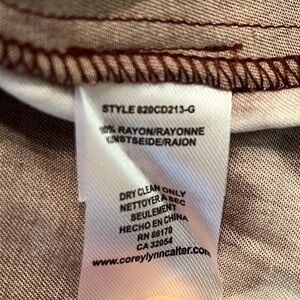 STYLE 820CD213-G
100% RAYON/RAYONNE
KUNSTSEIDE/RAION
DRY CLEAN ONLY
NETTOYER A SEC
SEULEMENT
HECHO EN CHINA
RN 66170
CA 32054
www.coreylynncalter.com